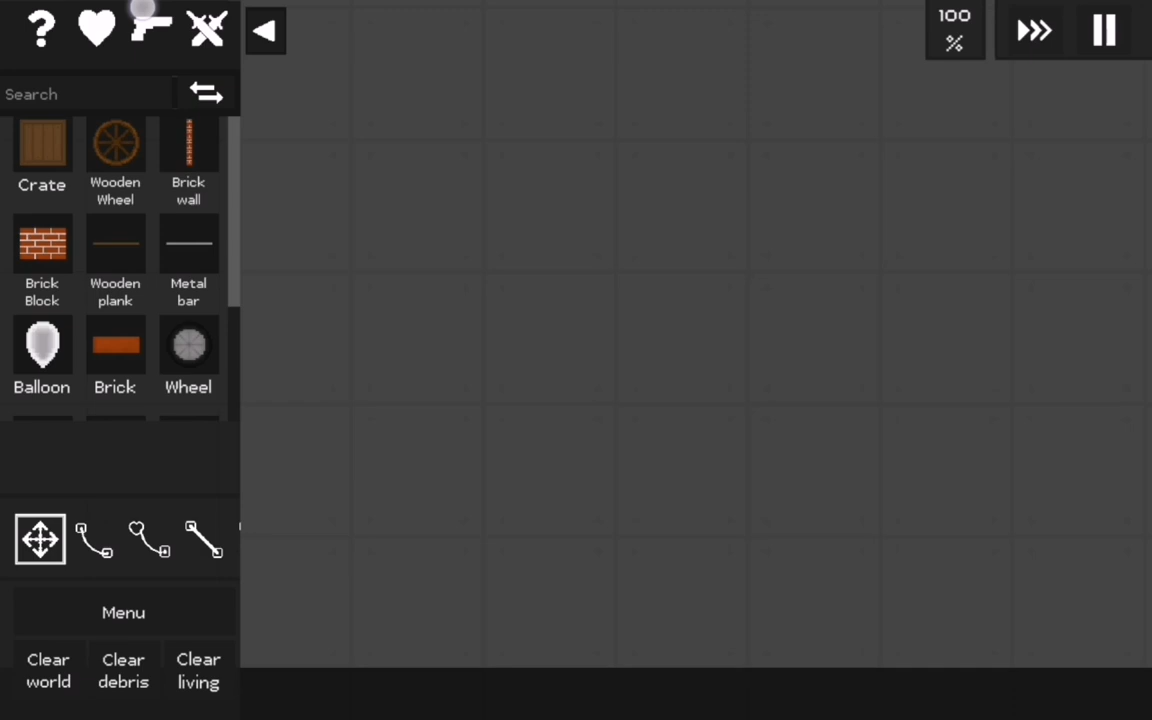 ?
100
%
Search
Crate
Wooden
Wheel
Brick
wall
Brick
Block
Wooden
plank
Metal
bar
Balloon
Brick
Wheel
Menu
Clear
world
Clear
debris
Clear
living